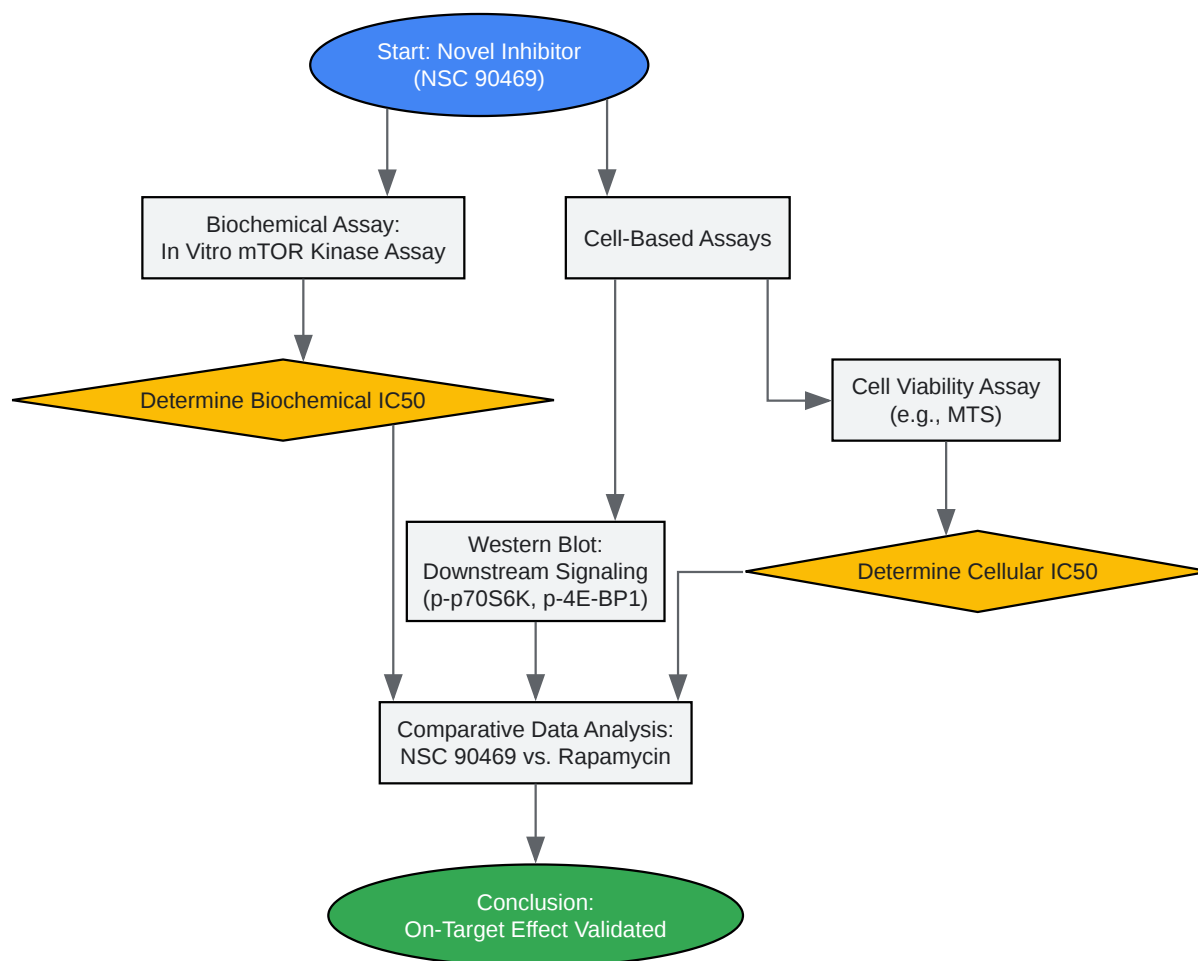 Start: Novel Inhibitor
(NSC 90469)
Biochemical Assay:
In Vitro mTOR Kinase Assay
Cell-Based Assays
Determine Biochemical IC50
Cell Viability Assay
(e.g., MTS)
Western Blot:
Downstream Signaling
(p-p70S6K, p-4E-BP1)
Determine Cellular IC50
Comparative Data Analysis:
NSC 90469 vs. Rapamycin
Conclusion:
On-Target Effect Validated